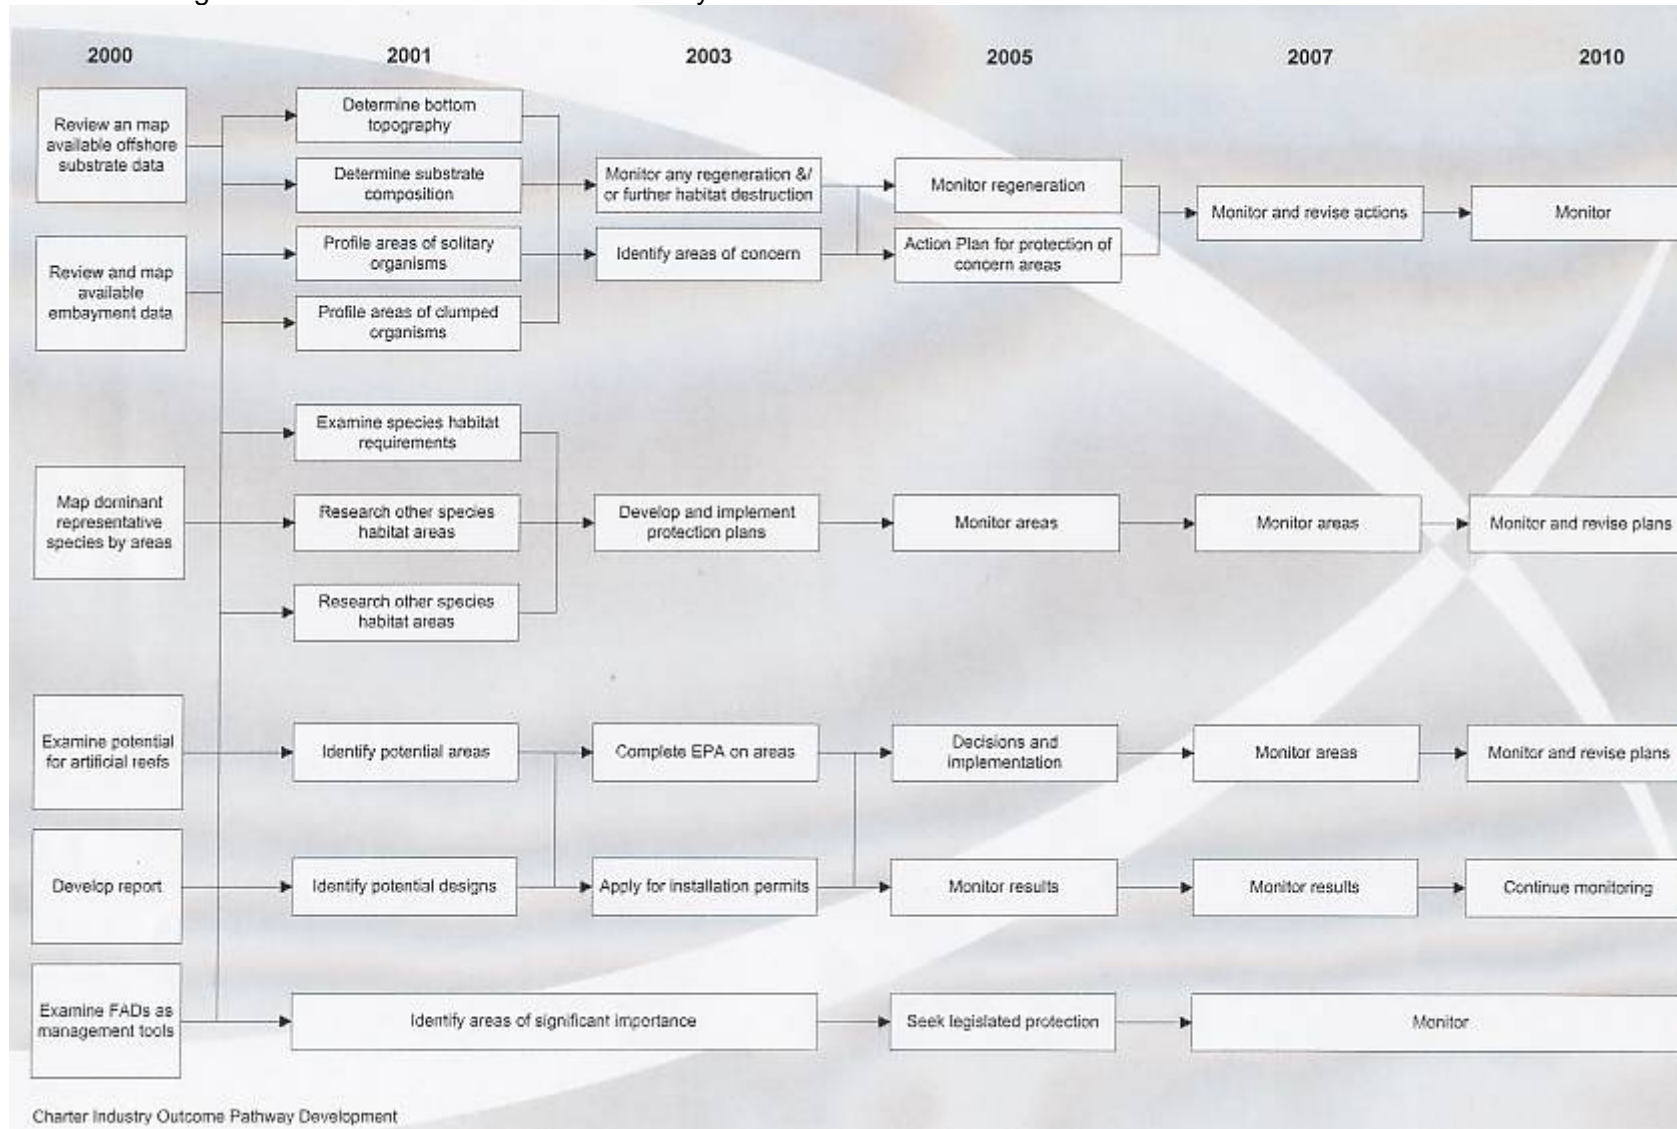 2000
2001
2003
2005
2007
2010
Review an map
available offshore
substrate data
Review and map
available
embayment data
Map dominant
representative
species by areas
Examine potential
for artificial reefs
Develop report
Examine FADs as
management tools
Determine bottom
topography
Determine substrate
composition
Profile areas of solitary
organisms
Profile areas of clumped
organisms
Examine species habitat
requirements
Research other species
habitat areas
Research other species
habitat areas
Identify potential areas
Identify potential designs
Identify areas of significant importance
Monitor any regeneration &/
or further habitat destruction
Identify areas of concern
Develop and implement
protection plans
Complete EPA on areas
Apply for installation permits
Monitor regeneration
Action Plan for protection of
concern areas
Monitor areas
Decisions and
implementation
Monitor results
Seek legislated protection
Monitor and revise actions
Monitor areas
Monitor areas
Monitor results
Monitor
Monitor
Monitor and revise plans
Monitor and revise plans
Continue monitoring
Charter Industry Outcome Pathway Development